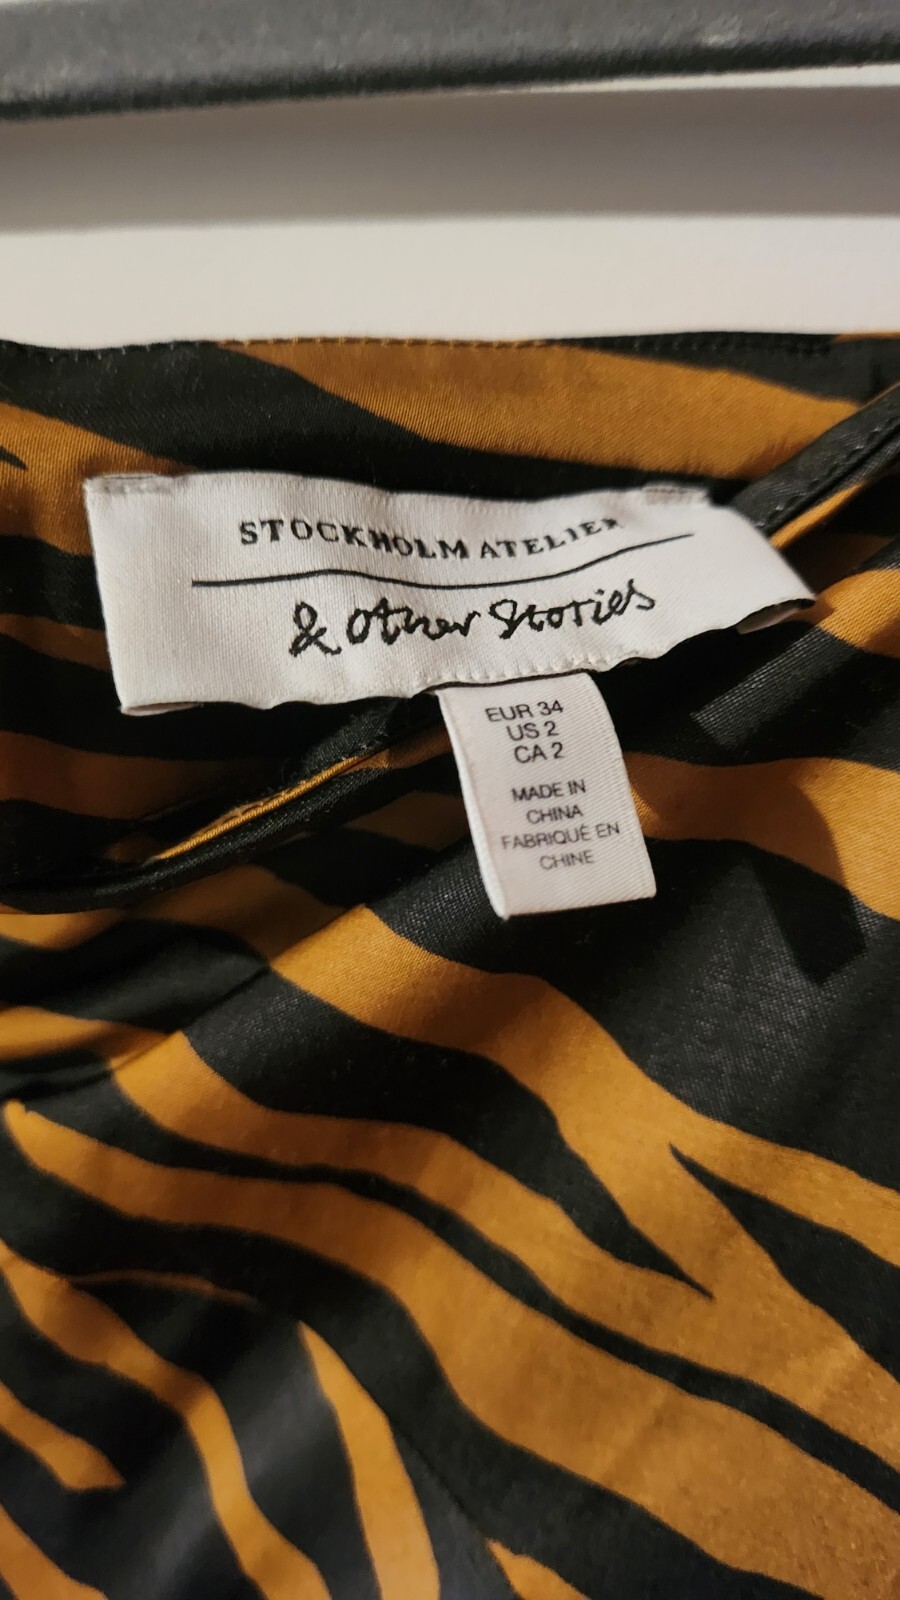 STOCKHOLM ATELIER
& Other Stories
EUR 34
US 2
CA 2
MADE IN
CHINA
FABRIQUÉ EN
CHINE